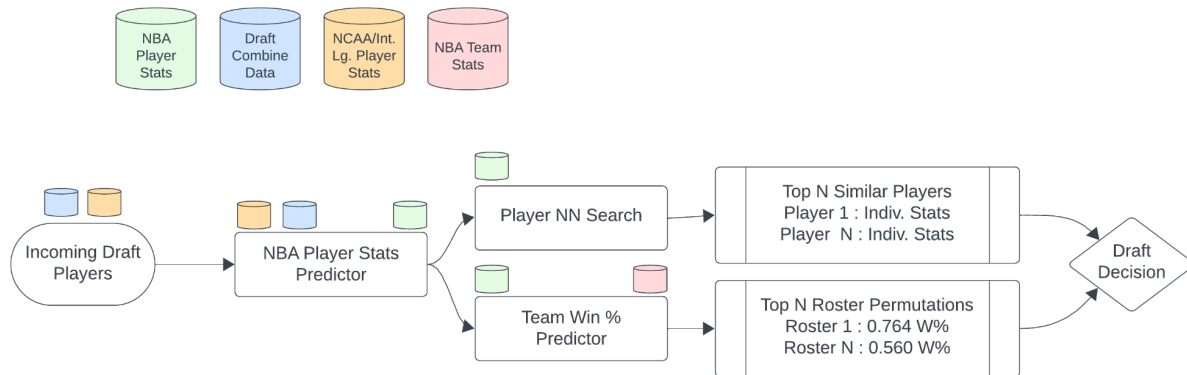 NBA
Player
Stats
Draft
Combine
Data
NCAA/Int.
Lg. Player
Stats
NBA Team
Stats
Incoming Draft
Players
NBA Player Stats
Predictor
Player NN Search
Team Win %
Predictor
Top N Similar Players
Player 1 : Indiv. Stats
Player N : Indiv. Stats
Top N Roster Permutations
Roster 1 : 0.764 W%
Roster N : 0.560 W%
Draft
Decision